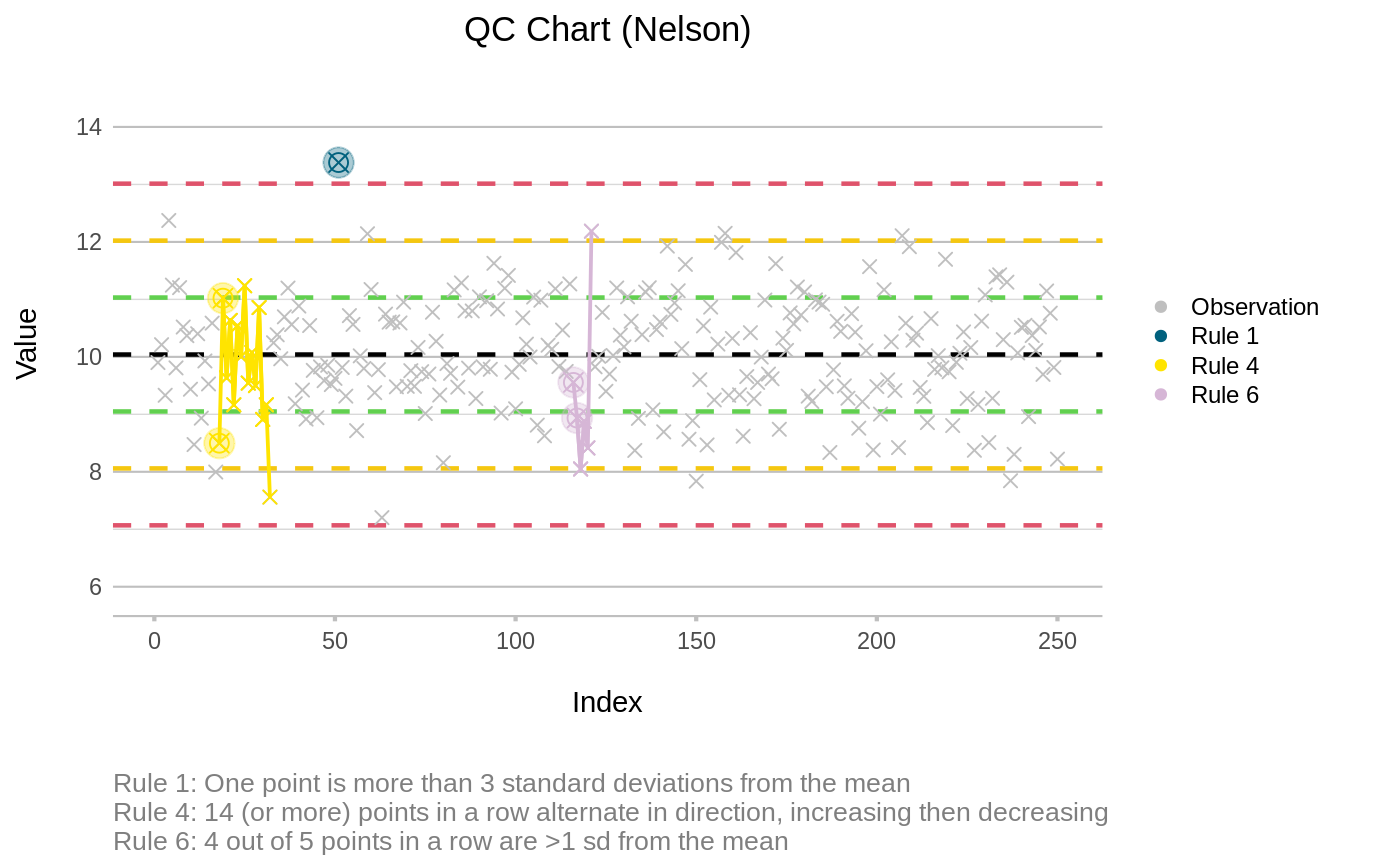 QC Chart (Nelson)
14
12
10
8
6
Value
0 50 100 150 200 250
Index
Observation
Rule 1
Rule 4
Rule 6
Rule 1: One point is more than 3 standard deviations from the mean
Rule 4: 14 (or more) points in a row alternate in direction, increasing then decreasing
Rule 6: 4 out of 5 points in a row are >1 sd from the mean